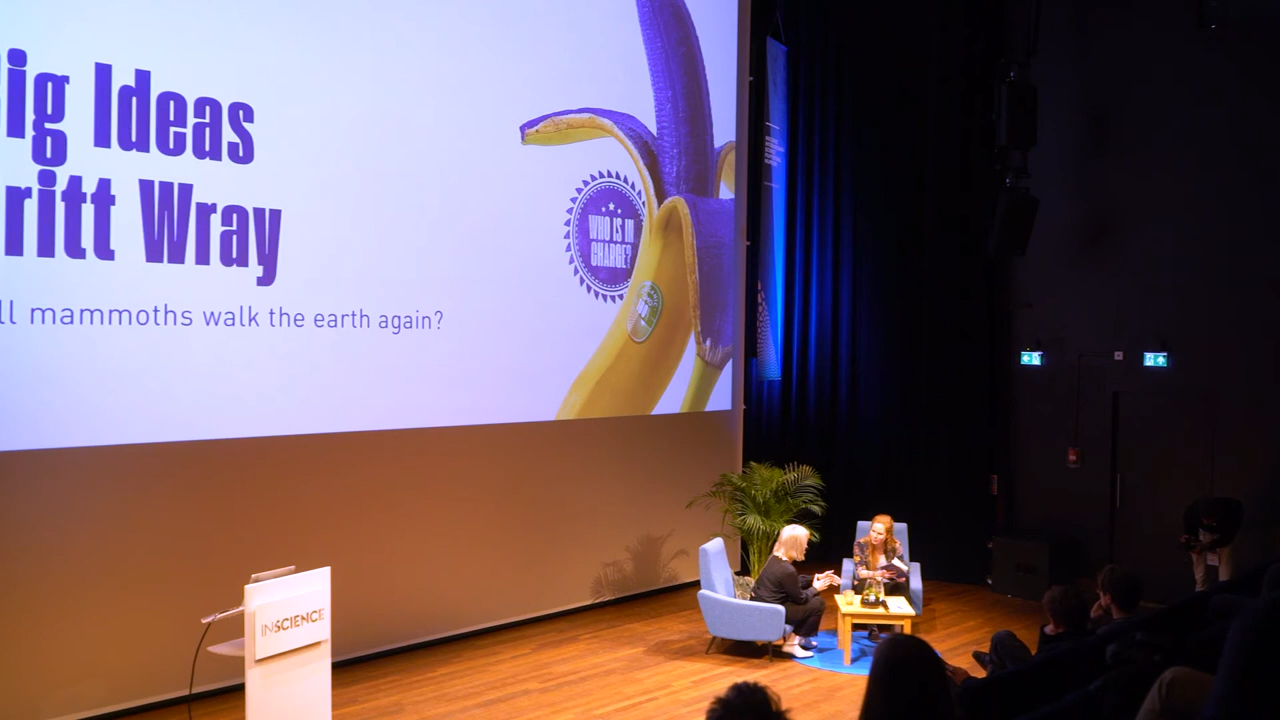 ig Ideas
ritt Wray
ll mammoths walk the earth again?
WHO IS IN
CHARGE?
INSCIENCE